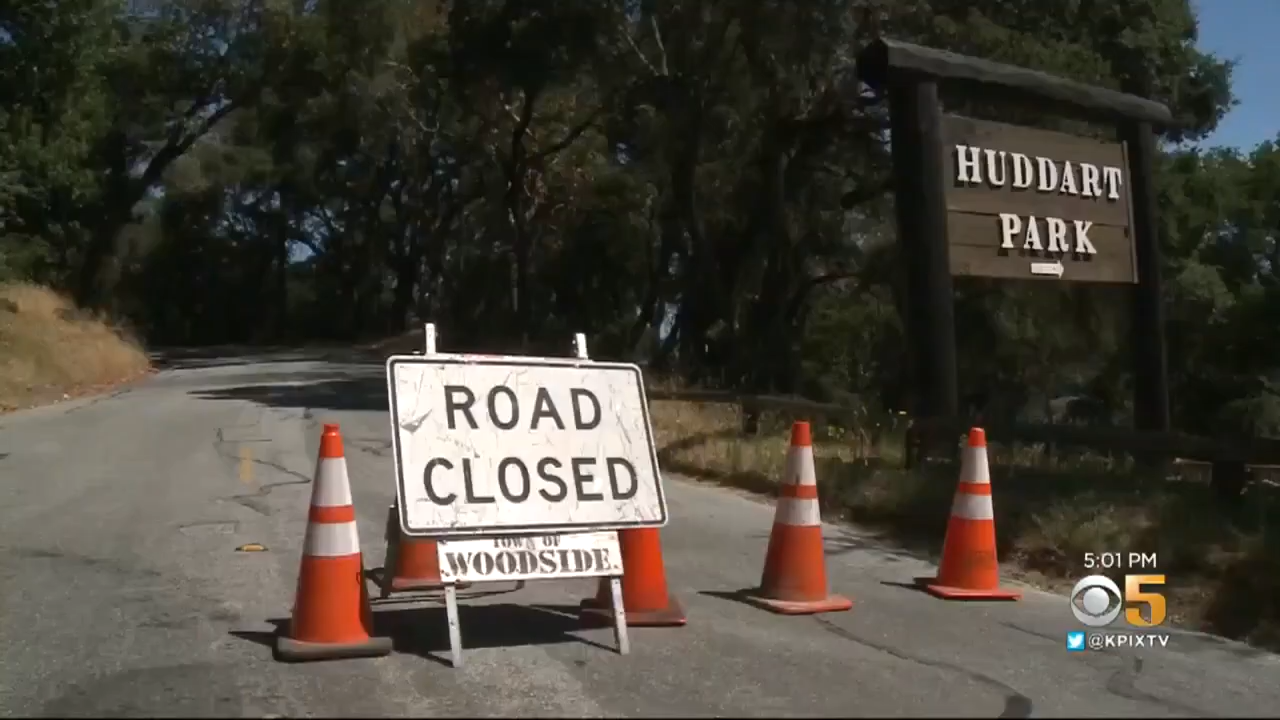 HUDDART
PARK
ROAD
CLOSED
TOWN OF
WOODSIDE
5:01 PM
5
@KPIXTV